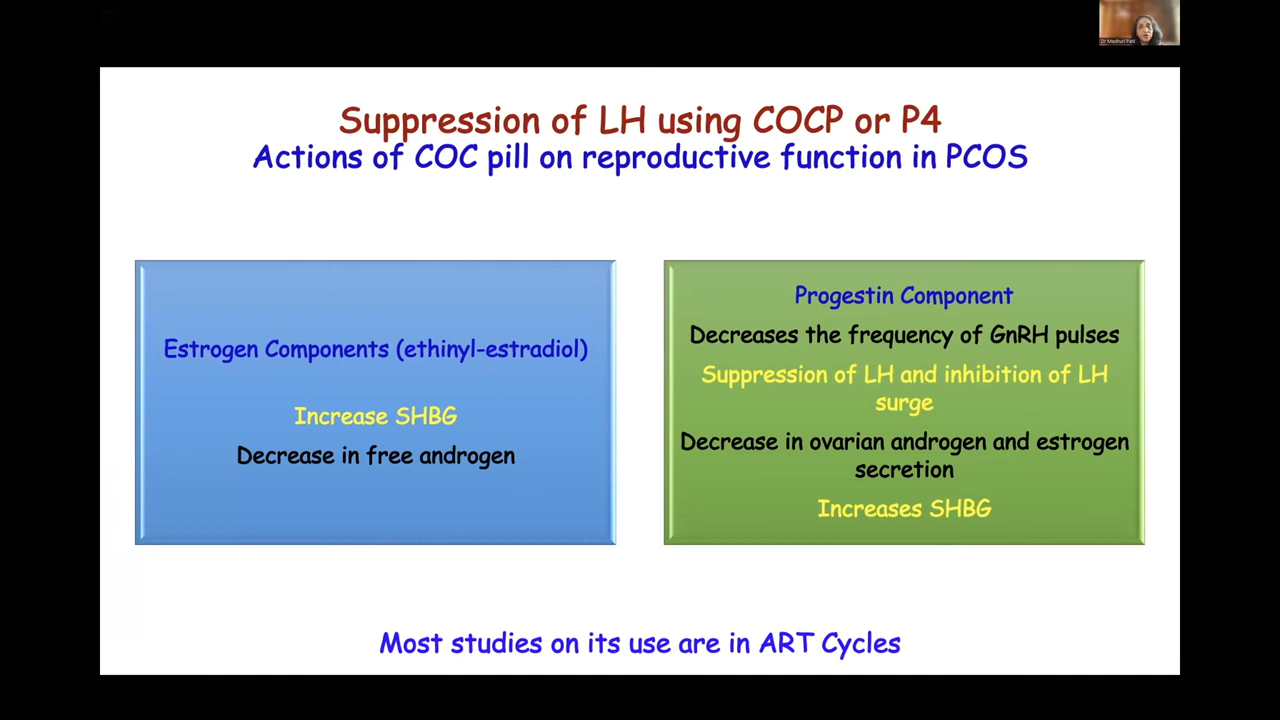 Dr Madhuri Patil
Suppression of LH using COCP or P4
Actions of COC pill on reproductive function in PCOS
Estrogen Components (ethinyl-estradiol)
Increase SHBG
Decrease in free androgen
Progestin Component
Decreases the frequency of GnRH pulses
Suppression of LH and inhibition of LH
surge
Decrease in ovarian androgen and estrogen
secretion
Increases SHBG
Most studies on its use are in ART Cycles